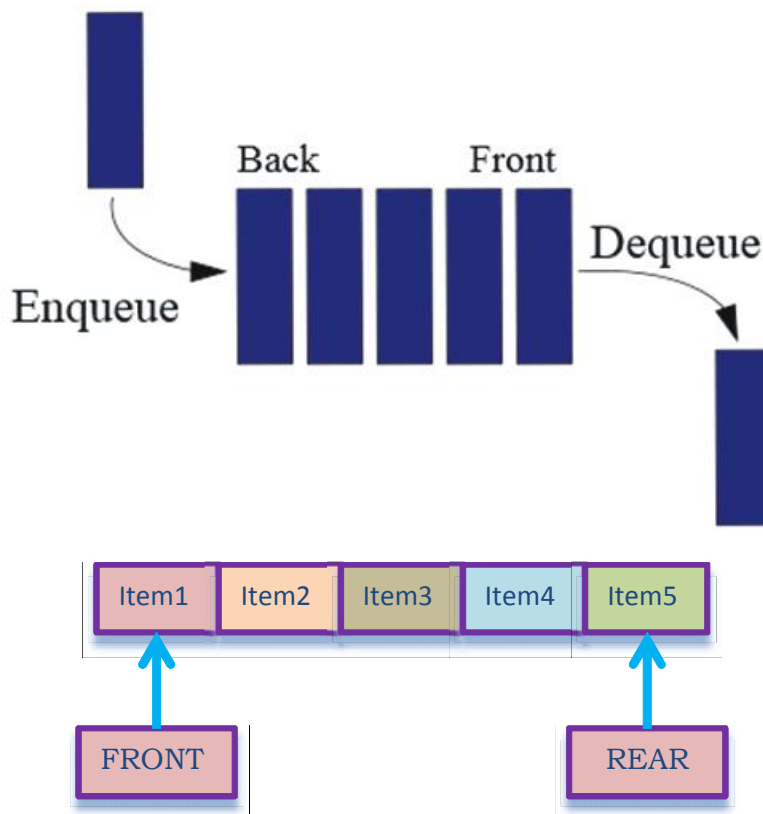 Back Front
Dequeue
Enqueue
Item1 Item2 Item3 Item4 Item5
FRONT REAR